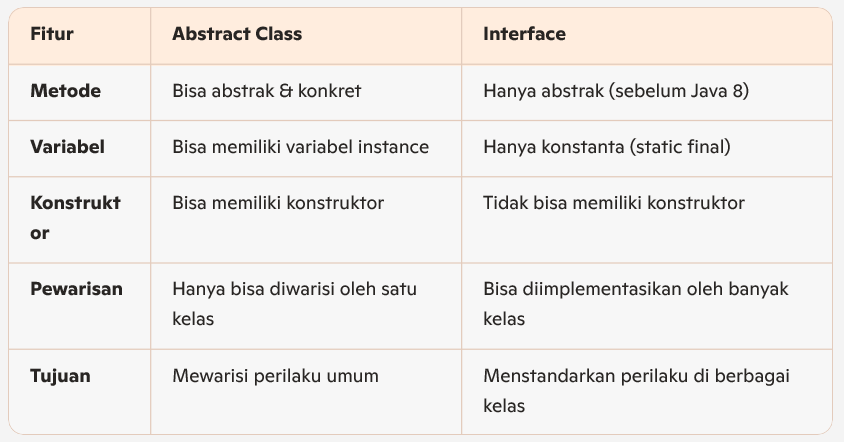 Fitur Abstract Class Interface
Metode Bisa abstrak & konkret Hanya abstrak (sebelum Java 8)
Variabel Bisa memiliki variabel instance Hanya konstanta (static final)
Konstrukt Bisa memiliki konstruktor Tidak bisa memiliki konstruktor
or
Pewarisan Hanya bisa diwarisi oleh satu Bisa diimplementasikan oleh banyak
kelas kelas
Tujuan Mewarisi perilaku umum Menstandarkan perilaku di berbagai
kelas